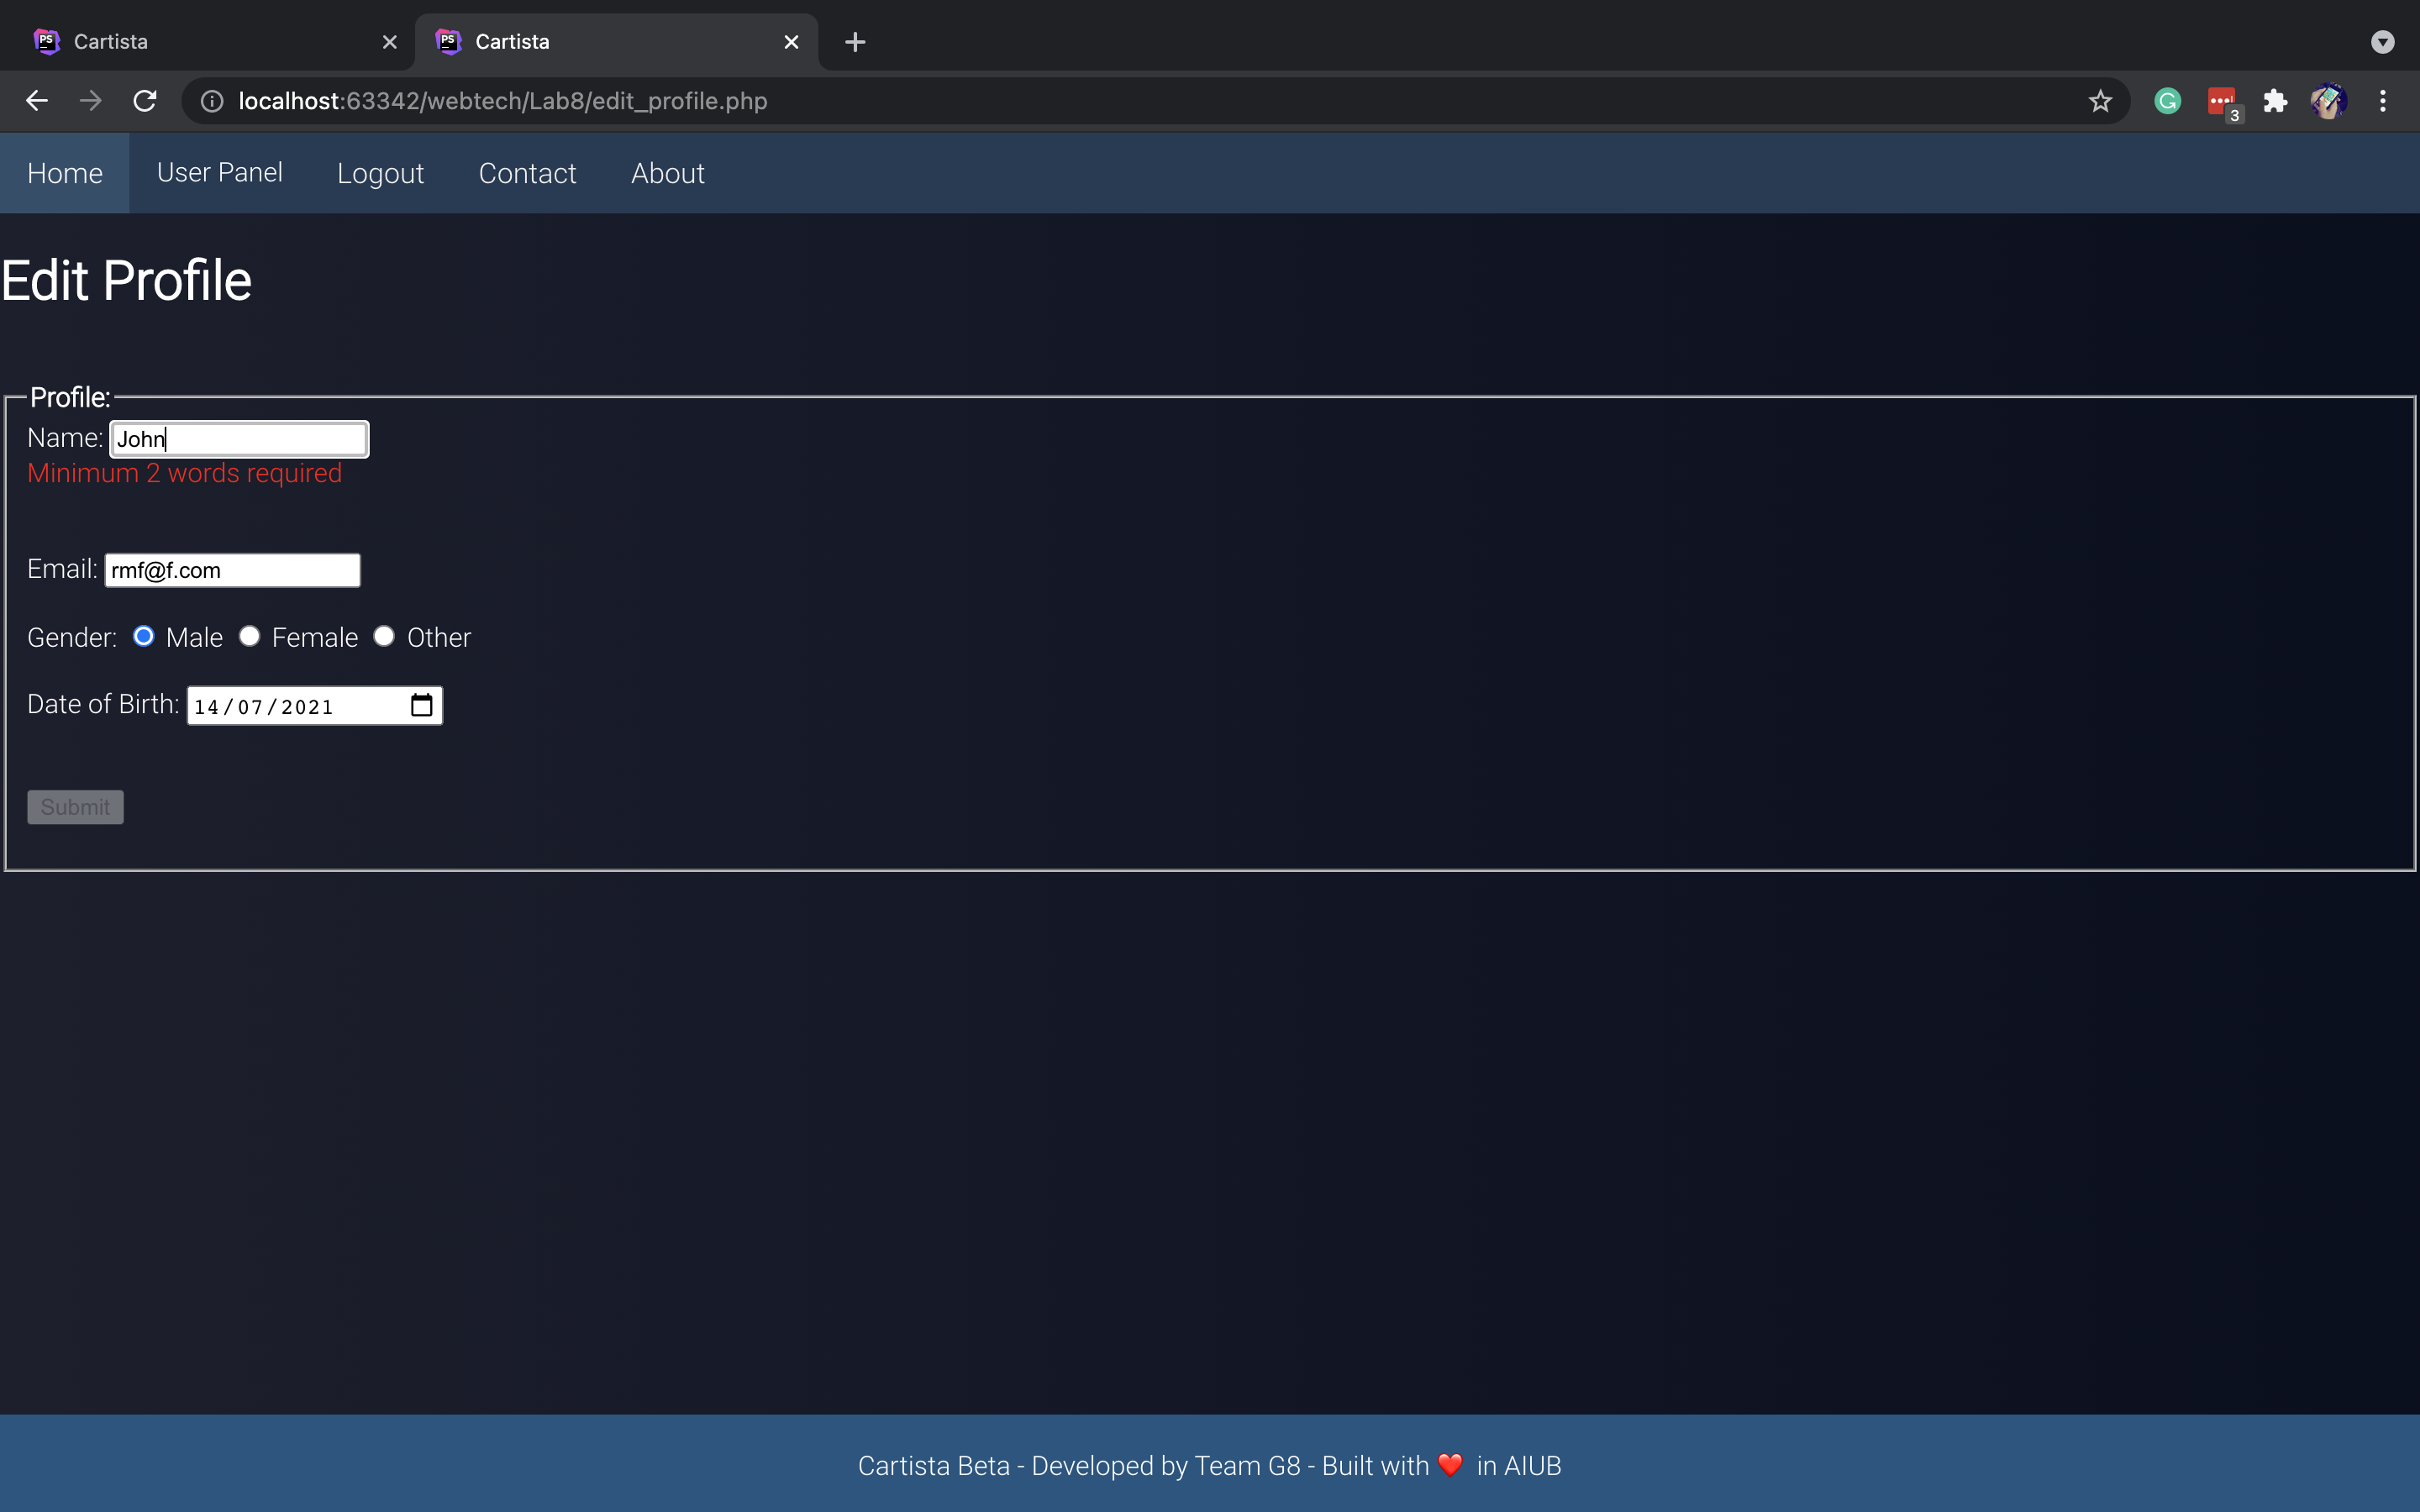 Cartista
Cartista
localhost:63342/webtech/Lab8/edit_profile.php
3
Home User Panel Logout Contact About
Edit Profile
Profile:
Name: John
Minimum 2 words required
Email: rmf@f.com
Gender: Male Female Other
Date of Birth: 14/07/2021
Submit
Cartista Beta - Developed by Team G8 - Built with ❤️ in AIUB